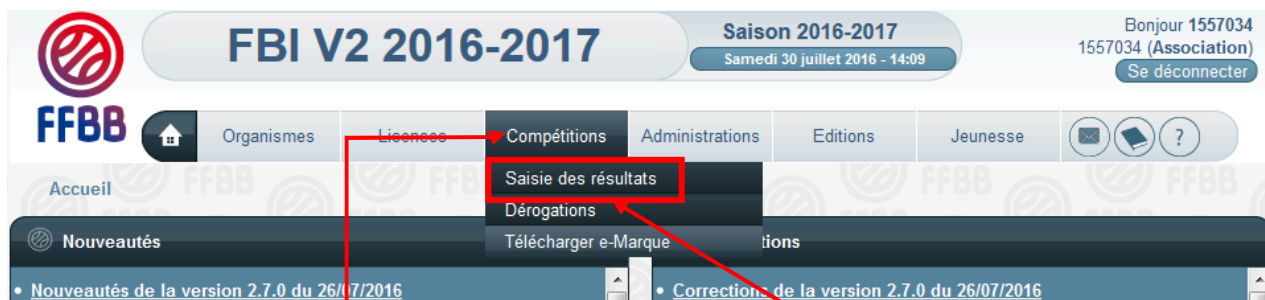 FBI V2 2016-2017
Saison 2016-2017
Samedi 30 juillet 2016 - 14:09
Bonjour 1557034
1557034 (Association)
Se déconnecter
FFBB
Organismes Licences Compétitions Administrations Editions Jeunesse ?
Accueil
Saisie des résultats
Dérogations
Télécharger e-Marque
Nouveautés
tions
• Nouveautés de la version 2.7.0 du 26/07/2016
• Corrections de la version 2.7.0 du 26/07/2016